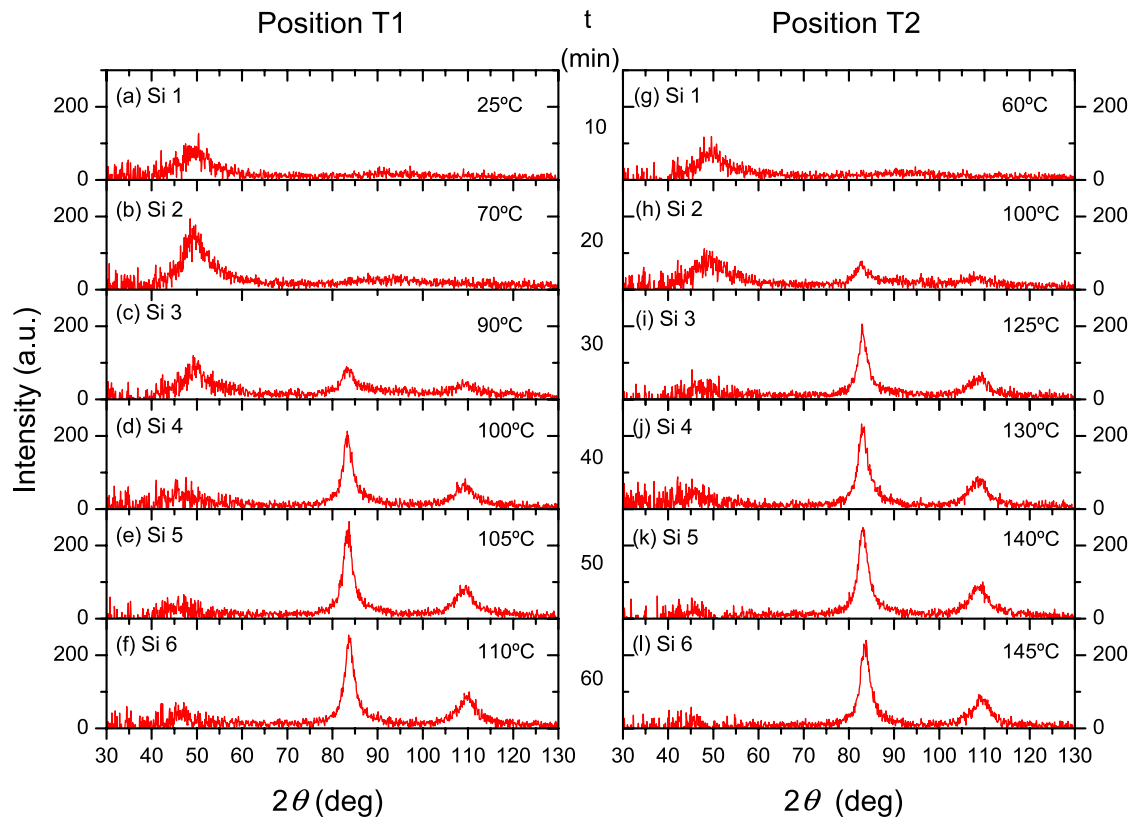 Position T1
t
(min)
Position T2
Intensity (a.u.)
(a) Si 1
25ºC
200
0
10
(g) Si 1
60ºC
200
0
(b) Si 2
70ºC
200
0
20
(h) Si 2
100ºC
200
0
(c) Si 3
90ºC
200
0
30
(i) Si 3
125ºC
200
0
(d) Si 4
100ºC
200
0
40
(j) Si 4
130ºC
200
0
(e) Si 5
105ºC
200
0
50
(k) Si 5
140ºC
200
0
(f) Si 6
110ºC
200
0
60
(l) Si 6
145ºC
200
0
30 40 50 60 70 80 90 100 110 120 130
30 40 50 60 70 80 90 100 110 120 130
2θ (deg)
2θ (deg)